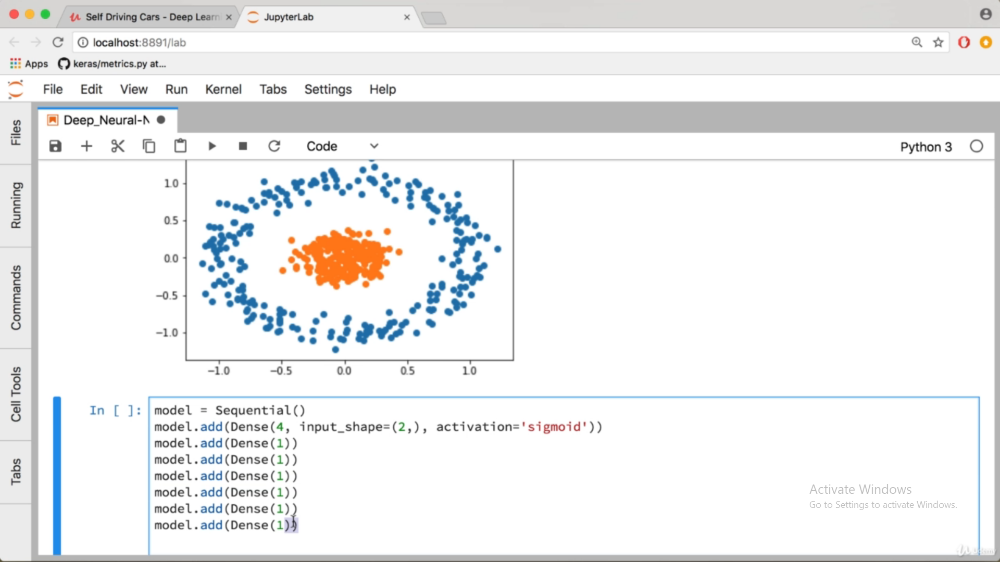 Self Driving Cars - Deep Learn
JupyterLab
localhost:8891/lab
Apps
keras/metrics.py at...
File Edit View Run Kernel Tabs Settings Help
Deep_Neural-N
Code
Python 3
Files
Running
Commands
Cell Tools
Tabs
1.0
0.5
0.0
−0.5
−1.0
−1.0 −0.5 0.0 0.5 1.0
In [ ]:
model = Sequential()
model.add(Dense(4, input_shape=(2,), activation='sigmoid'))
model.add(Dense(1))
model.add(Dense(1))
model.add(Dense(1))
model.add(Dense(1))
model.add(Dense(1))
model.add(Dense(1))
Activate Windows
Go to Settings to activate Windows.
Udemy